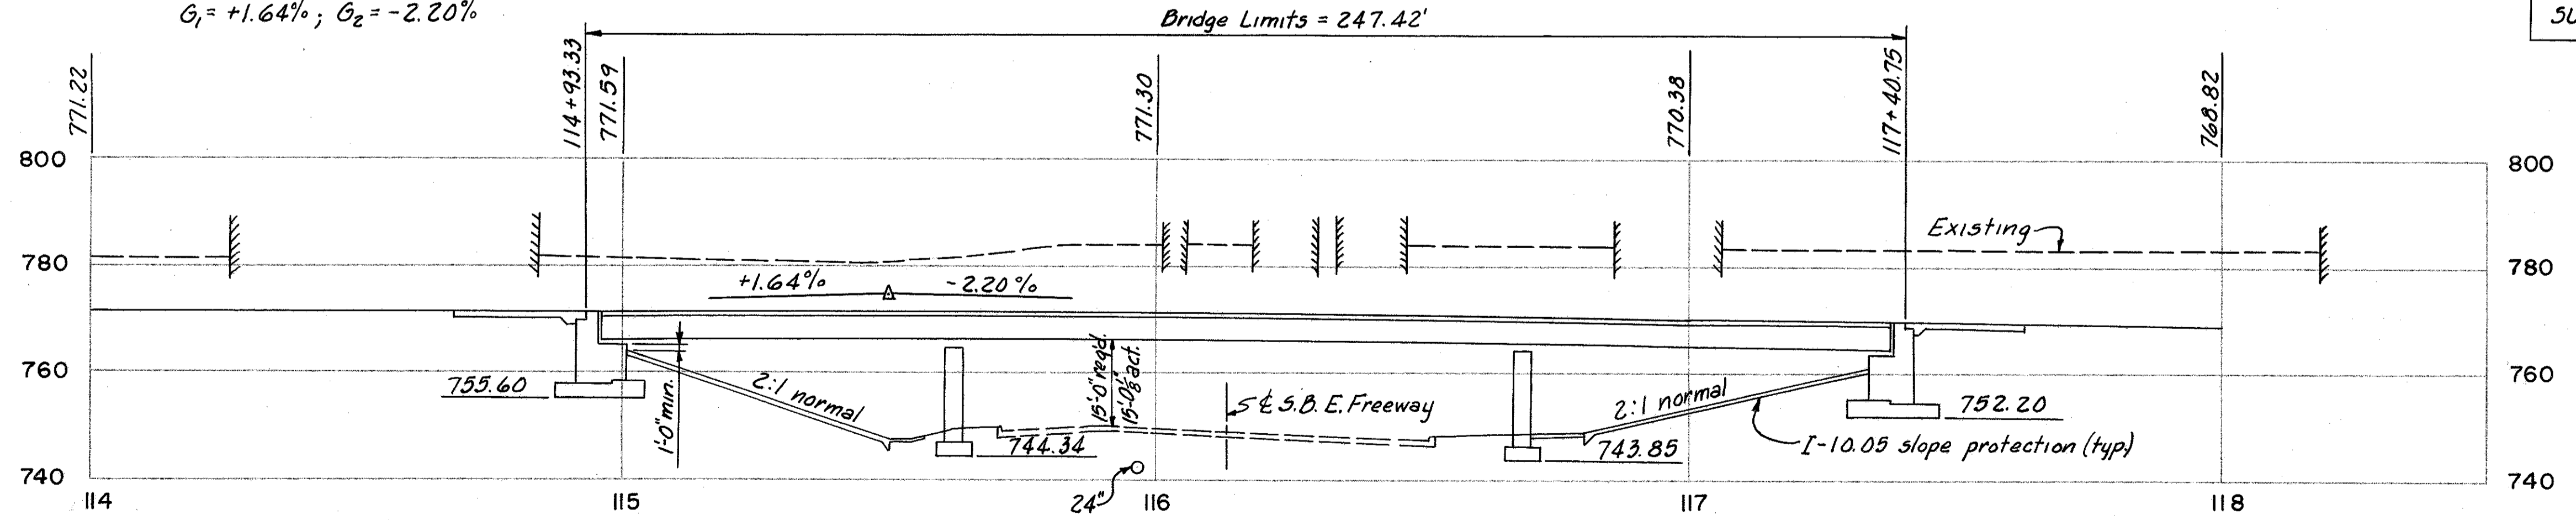 G₁ = +1.64% ; G₂ = -2.20%
Bridge Limits = 247.42'
SU
771.22
114+93.33
771.59
771.30
770.38
117+40.75
768.82
800
800
Existing
780
780
+1.64%
-2.20%
15'-0" reqd.
15'-0⅛" act.
760
760
755.60
1'-0" min.
2:1 normal
S ℄ S.B. E. Freeway
2:1 normal
752.20
744.34
743.85
I-10.05 slope protection (typ.)
740
740
24"
114
115
116
117
118